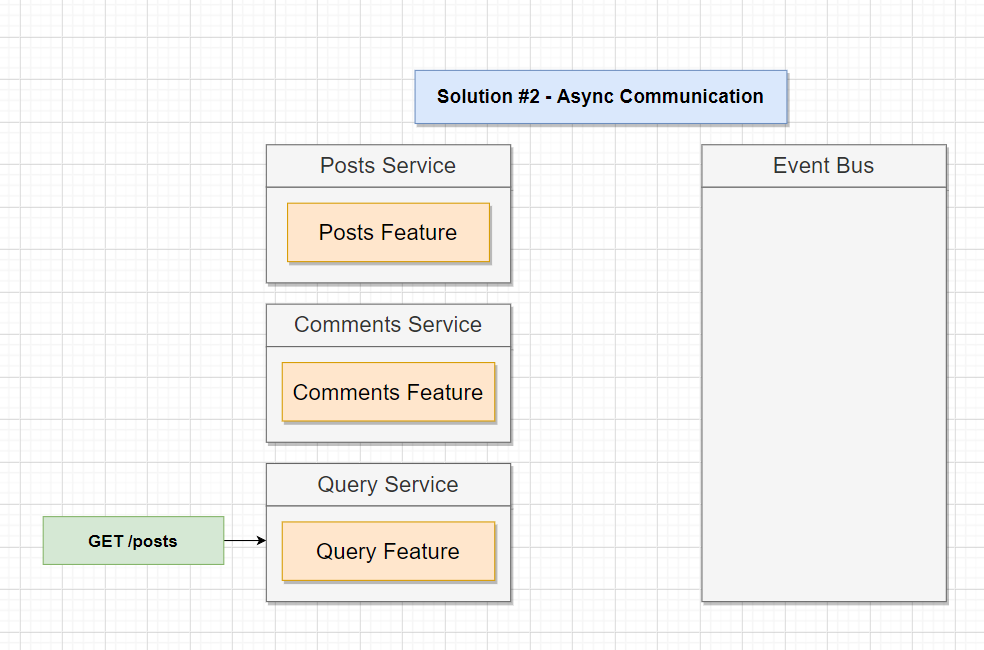 Solution #2 - Async Communication
Posts Service
Event Bus
Posts Feature
Comments Service
Comments Feature
Query Service
GET /posts
Query Feature